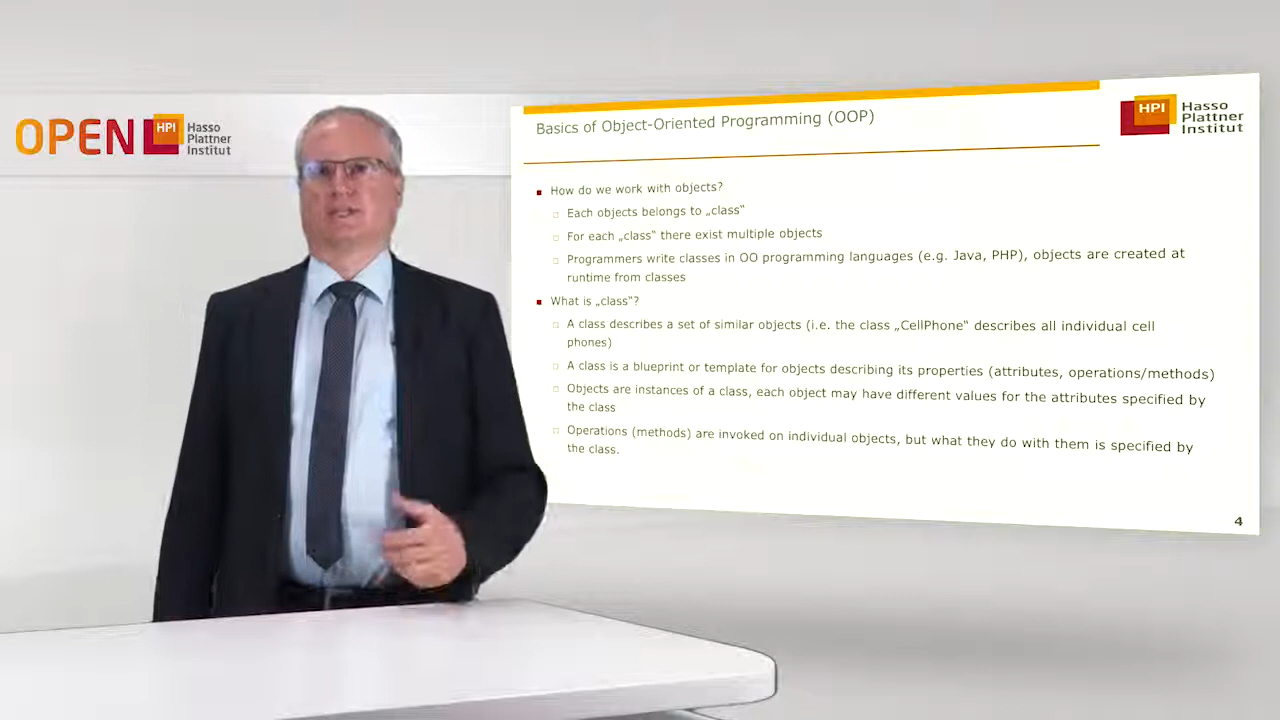 OPEN HPI Hasso
Plattner
Institut
Basics of Object-Oriented Programming (OOP)
HPI Hasso
Plattner
Institut
How do we work with objects?
Each objects belongs to „class“
For each „class“ there exist multiple objects
Programmers write classes in OO programming languages (e.g. Java, PHP), objects are created at
runtime from classes
What is „class“?
A class describes a set of similar objects (i.e. the class „CellPhone“ describes all individual cell
phones)
A class is a blueprint or template for objects describing its properties (attributes, operations/methods)
Objects are instances of a class, each object may have different values for the attributes specified by
the class
Operations (methods) are invoked on individual objects, but what they do with them is specified by
the class.
4